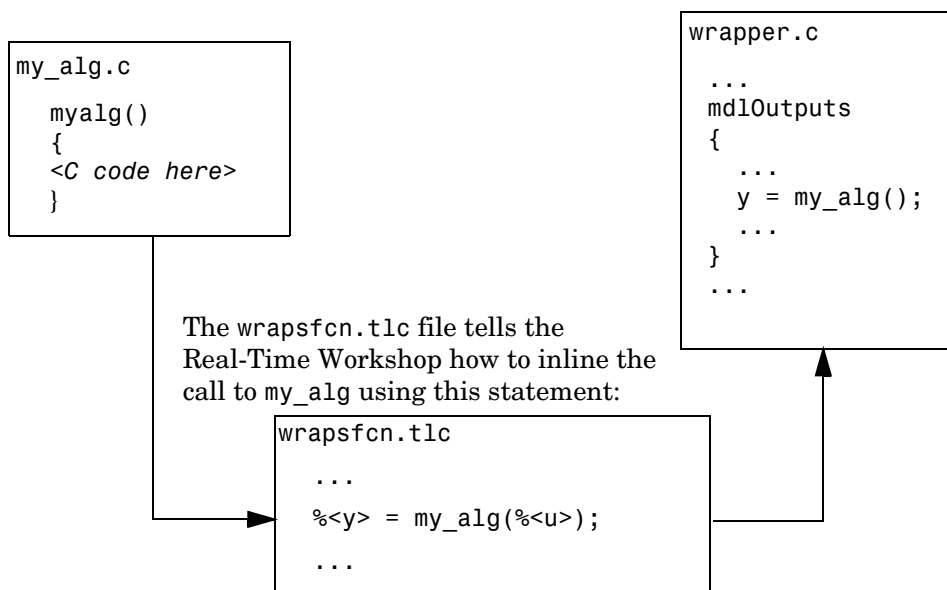 my_alg.c
myalg()
{
<C code here>
}
wrapper.c
...
mdlOutputs
{
...
y = my_alg();
...
}
...
The wrapsfcn.tlc file tells the
Real-Time Workshop how to inline the
call to my_alg using this statement:
wrapsfcn.tlc
...
%<y> = my_alg(%<u>);
...